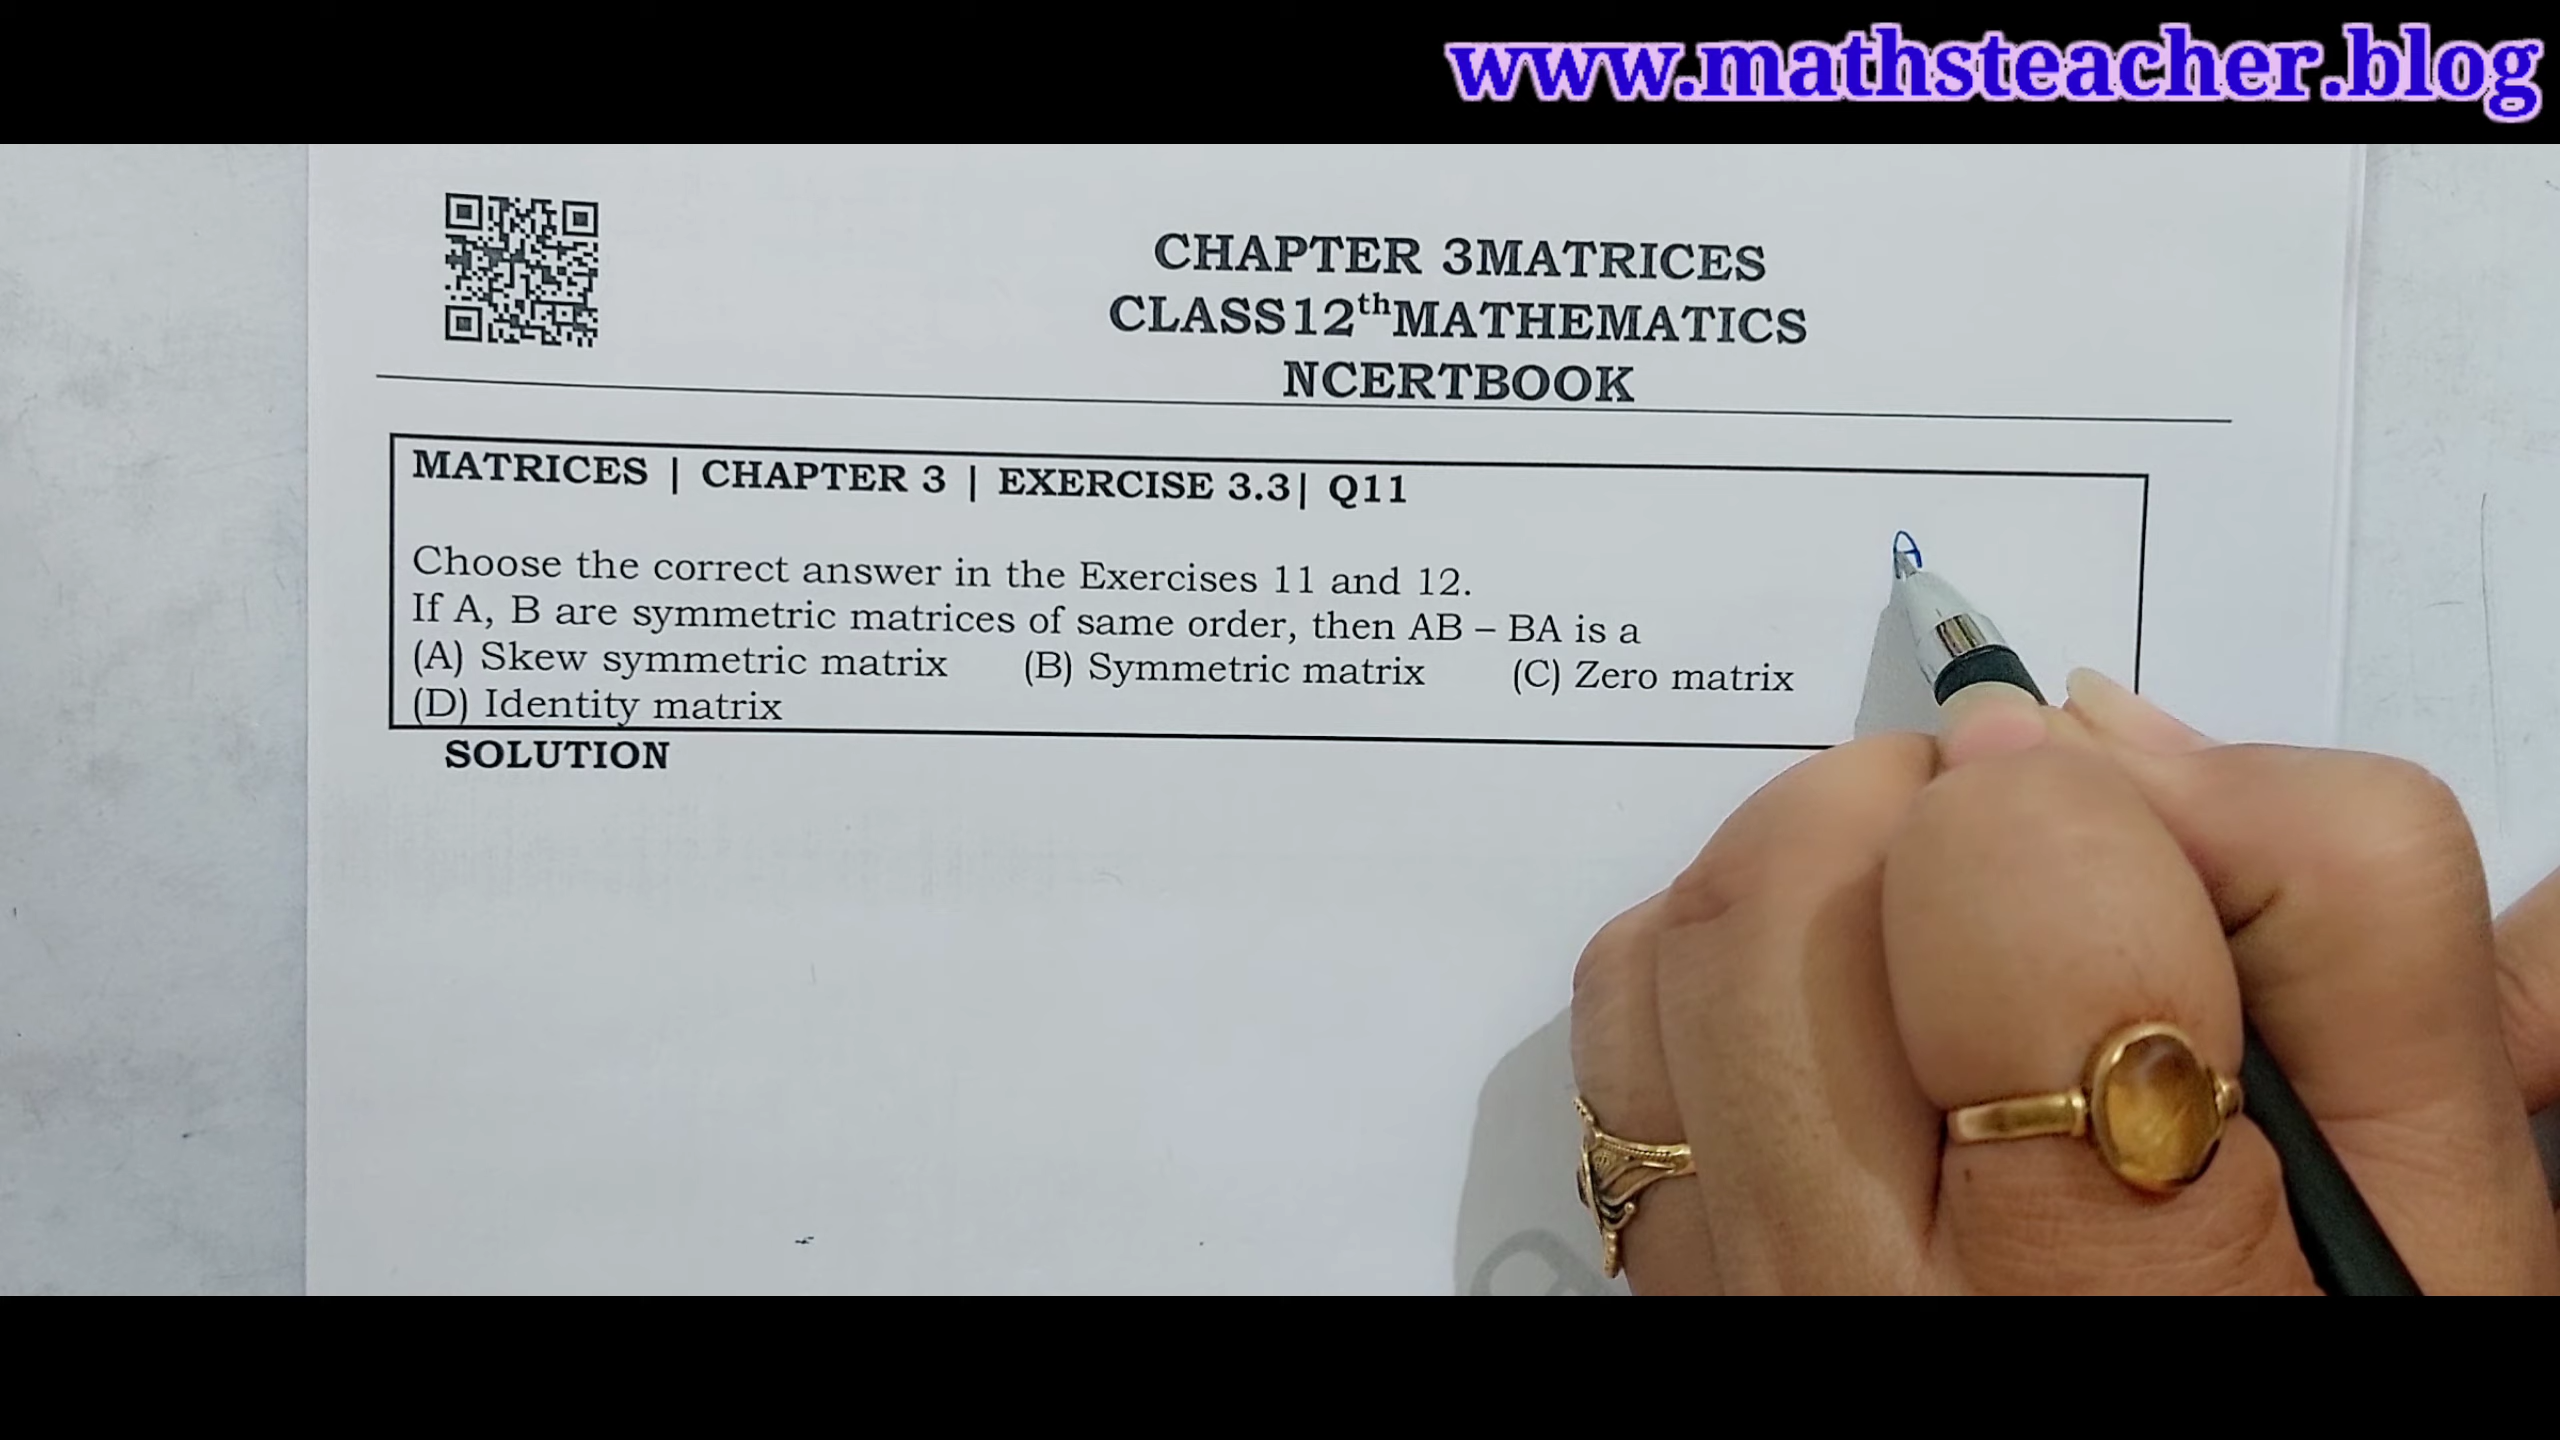 www.mathsteacher.blog
CHAPTER 3MATRICES
CLASS12thMATHEMATICS
NCERTBOOK
MATRICES | CHAPTER 3 | EXERCISE 3.3| Q11
Choose the correct answer in the Exercises 11 and 12.
If A, B are symmetric matrices of same order, then AB – BA is a
(A) Skew symmetric matrix (B) Symmetric matrix (C) Zero matrix
(D) Identity matrix
SOLUTION
A